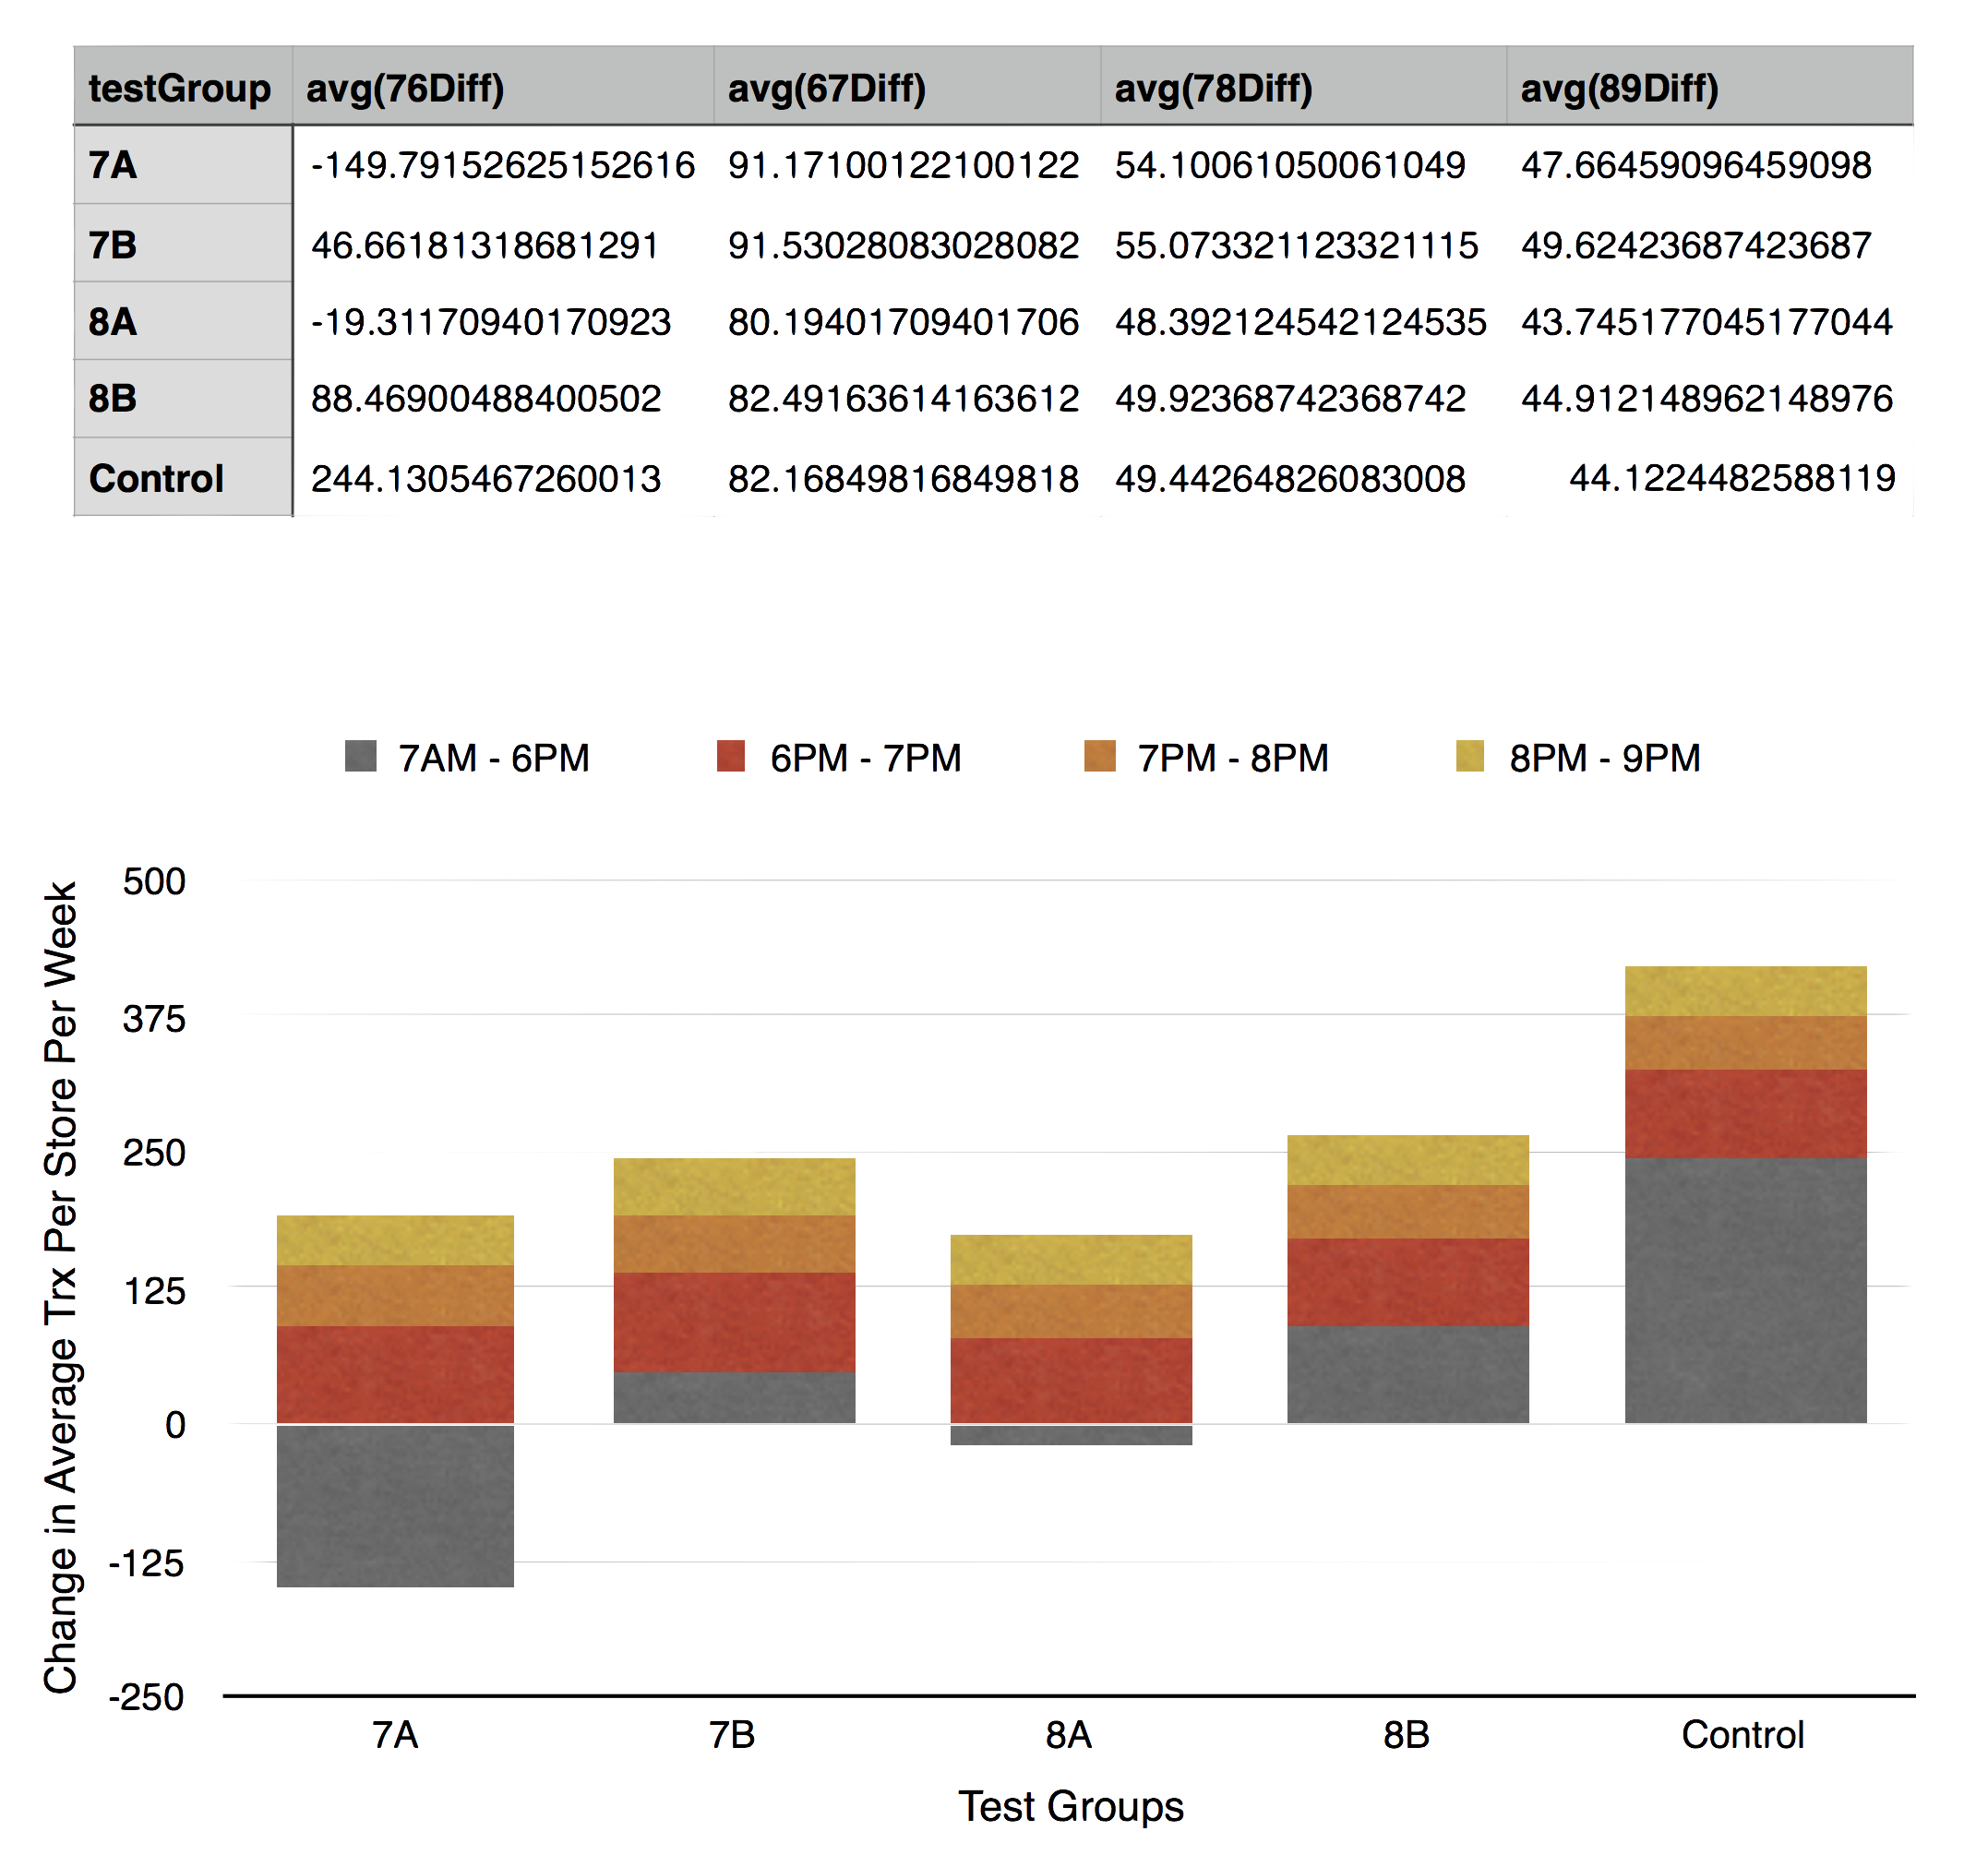 testGroup avg(76Diff) avg(67Diff) avg(78Diff) avg(89Diff)
7A -149.79152625152616 91.17100122100122 54.10061050061049 47.66459096459098
7B 46.66181318681291 91.53028083028082 55.073321123321115 49.62423687423687
8A -19.31170940170923 80.19401709401706 48.392124542124535 43.745177045177044
8B 88.46900488400502 82.49163614163612 49.92368742368742 44.912148962148976
Control 244.1305467260013 82.16849816849818 49.44264826083008 44.1224482588119
7AM - 6PM 6PM - 7PM 7PM - 8PM 8PM - 9PM
Change in Average Trx Per Store Per Week
500
375
250
125
0
-125
-250
7A 7B 8A 8B Control
Test Groups